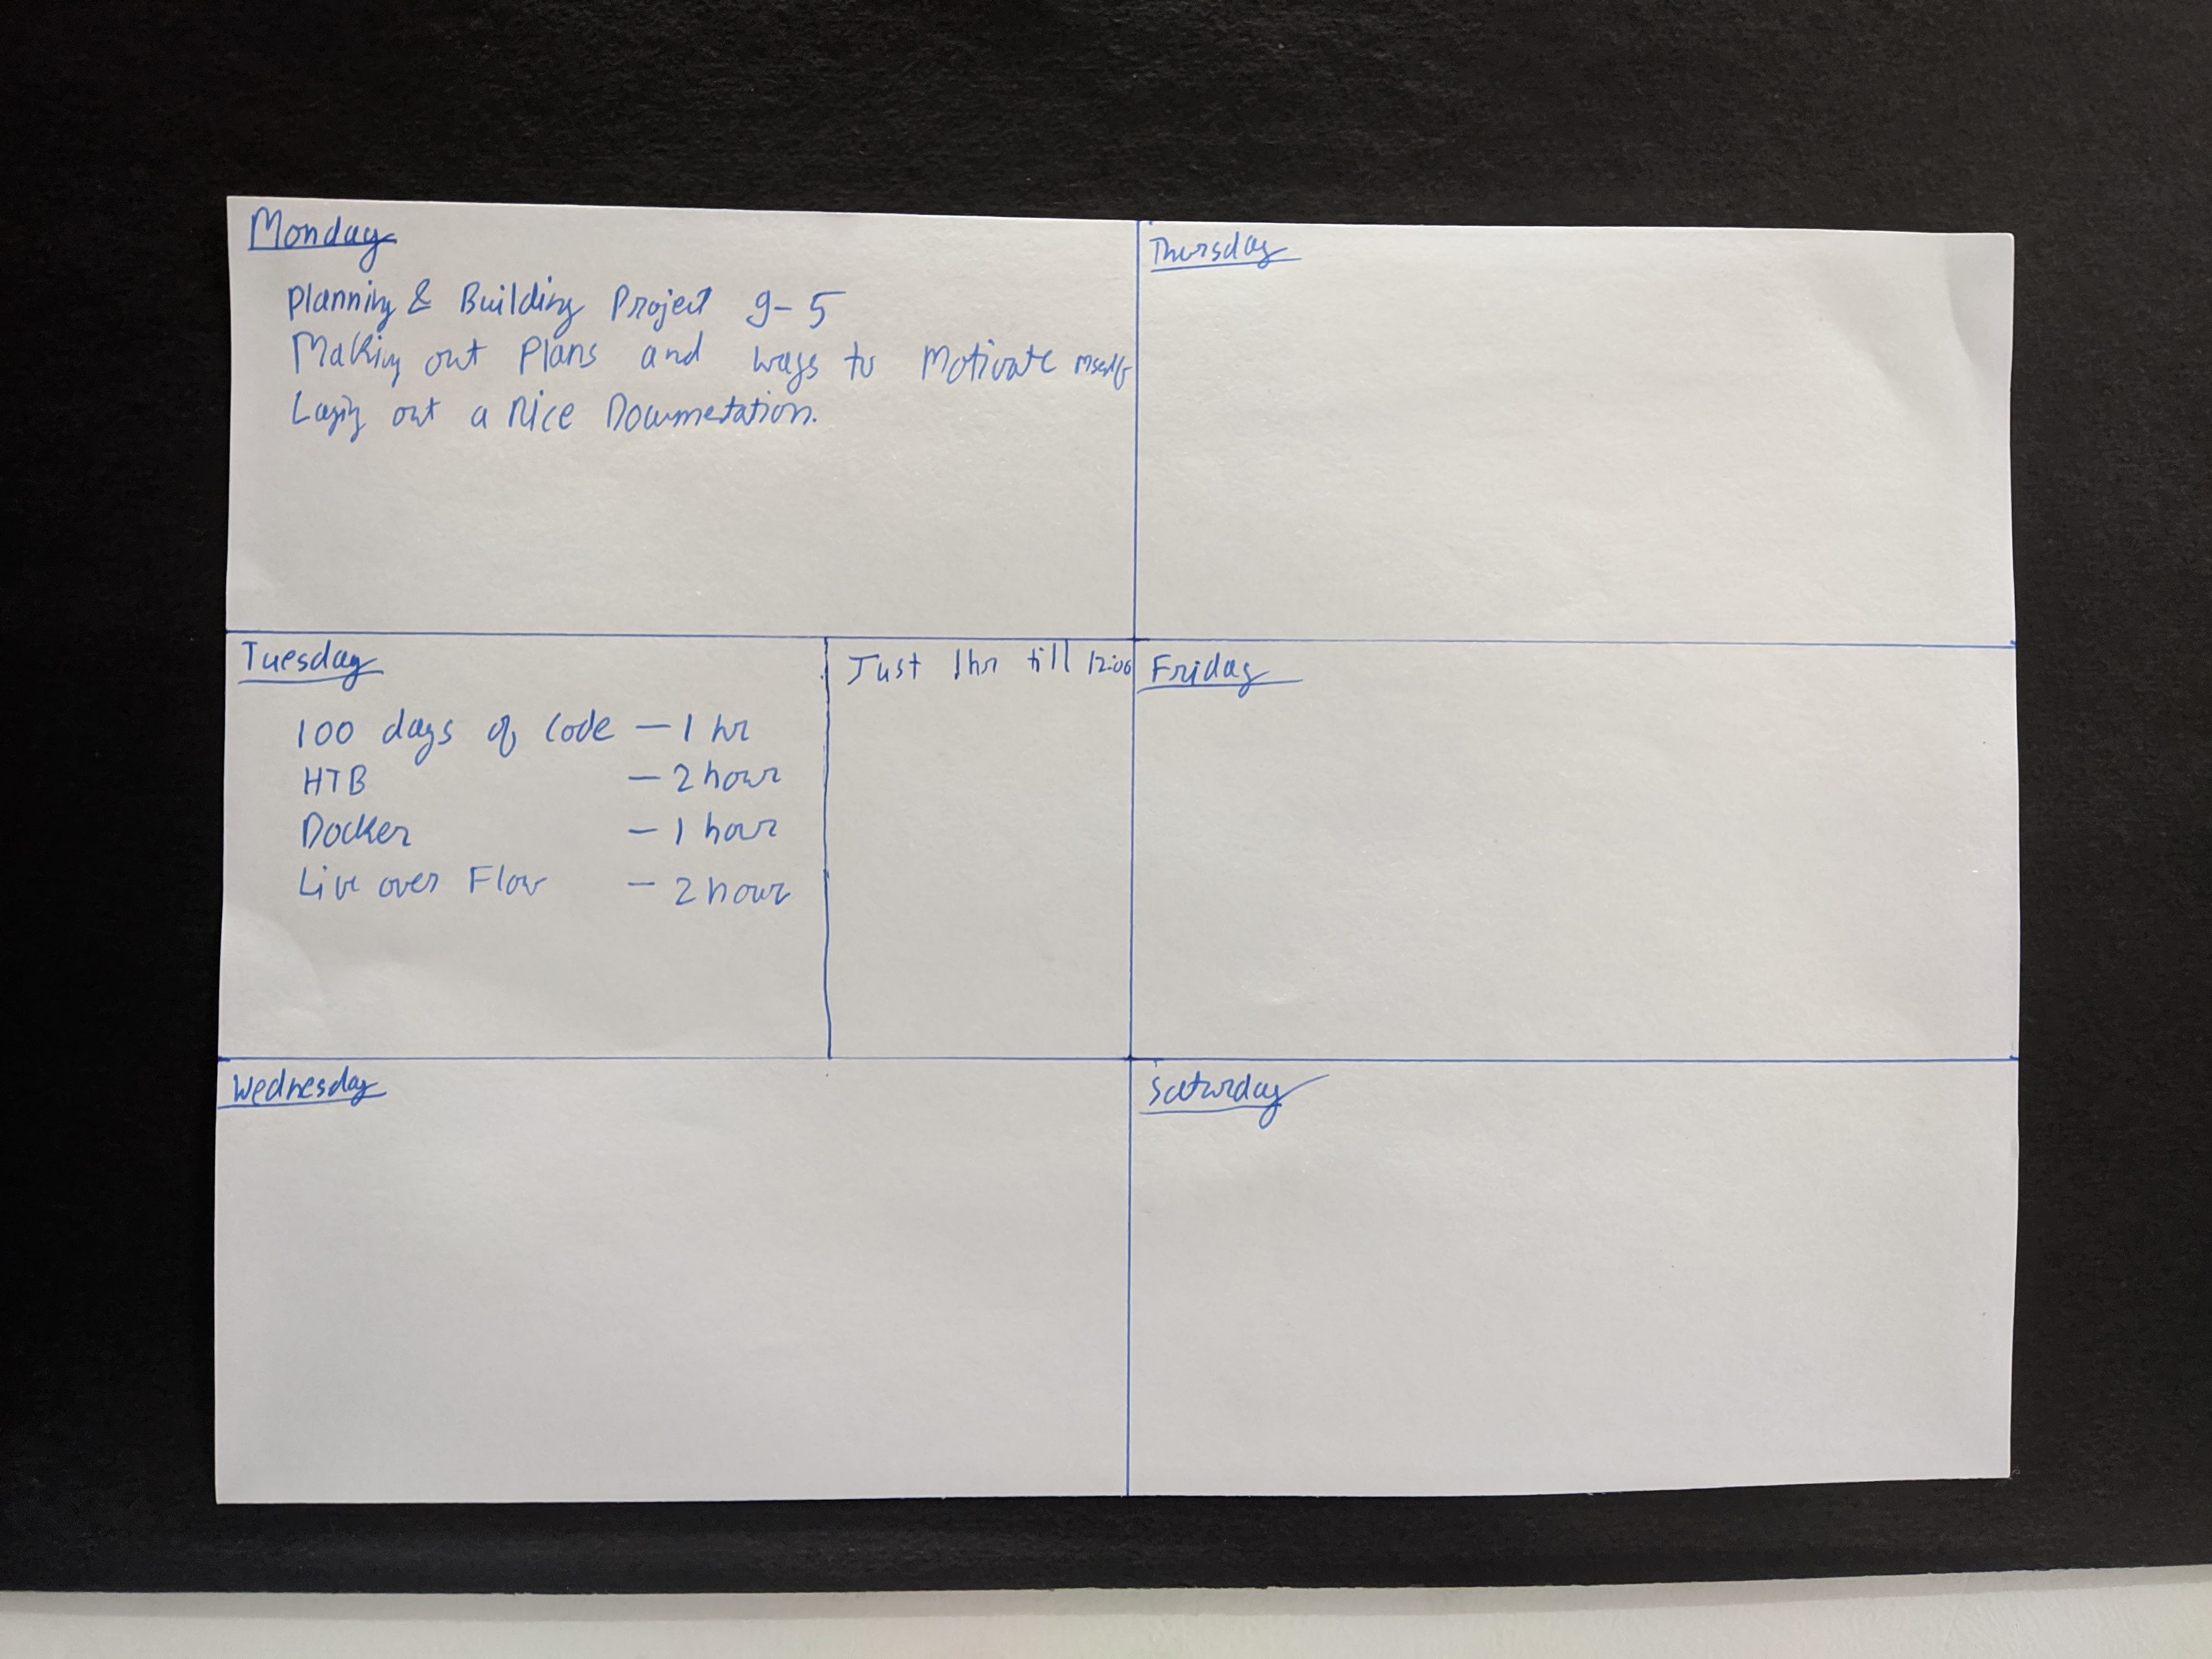 Monday
Planning & Building Project 9-5
Making out Plans and ways to Motivate mself
Laying out a Nice Documetation.
Tuesday
100 days of Code — 1 hr
HTB — 2 hour
Docker — 1 hour
Live over Flow — 2 hour
Just 1hr till 12:00
Wednesday
Thursday
Friday
Saturday